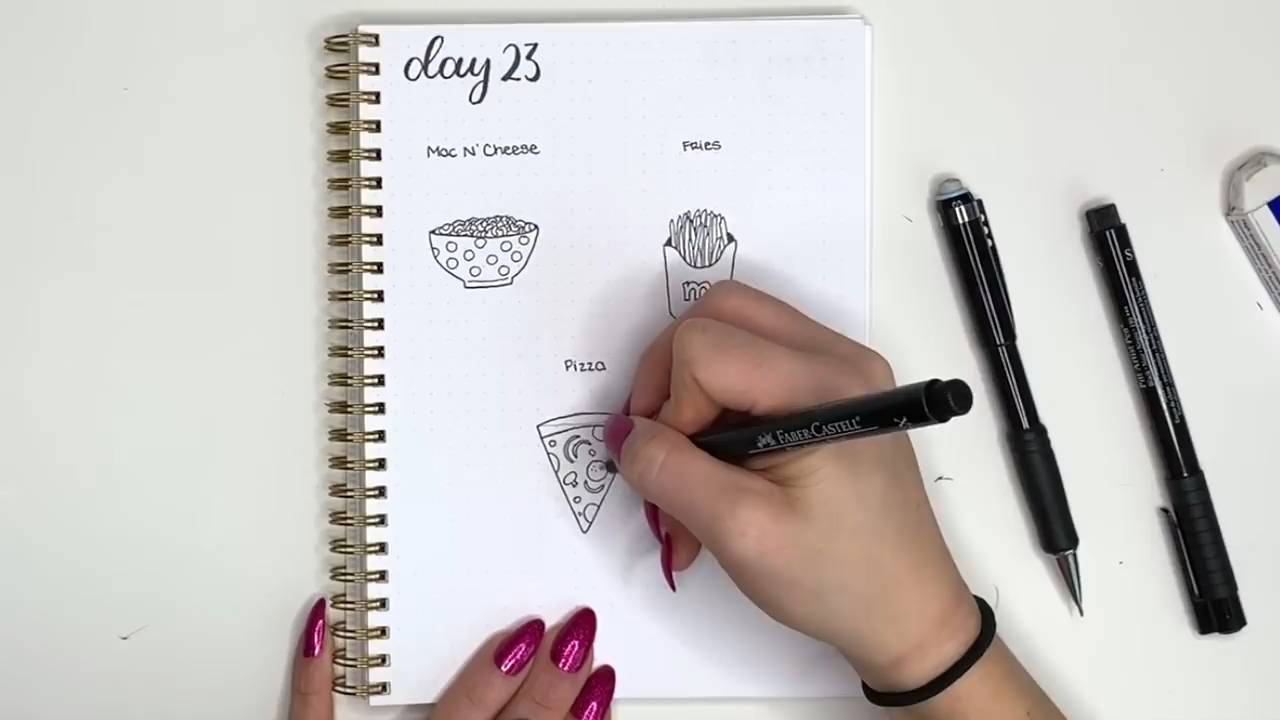 day 23
Mac N' Cheese
Fries
m
Pizza
FABER-CASTELL
S